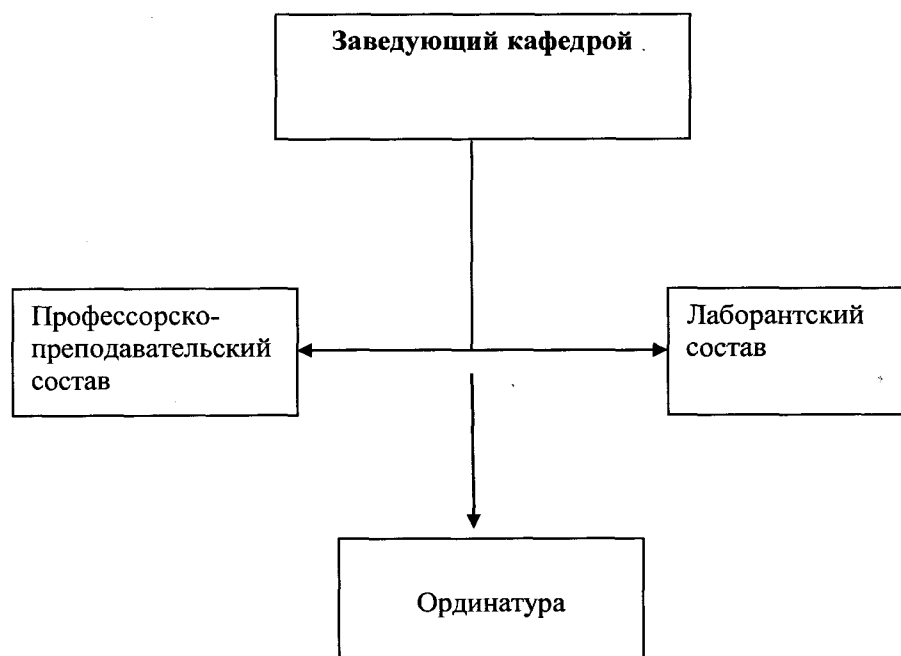 Заведующий кафедрой
Профессорско-
преподавательский
состав
Лаборантский
состав
Ординатура